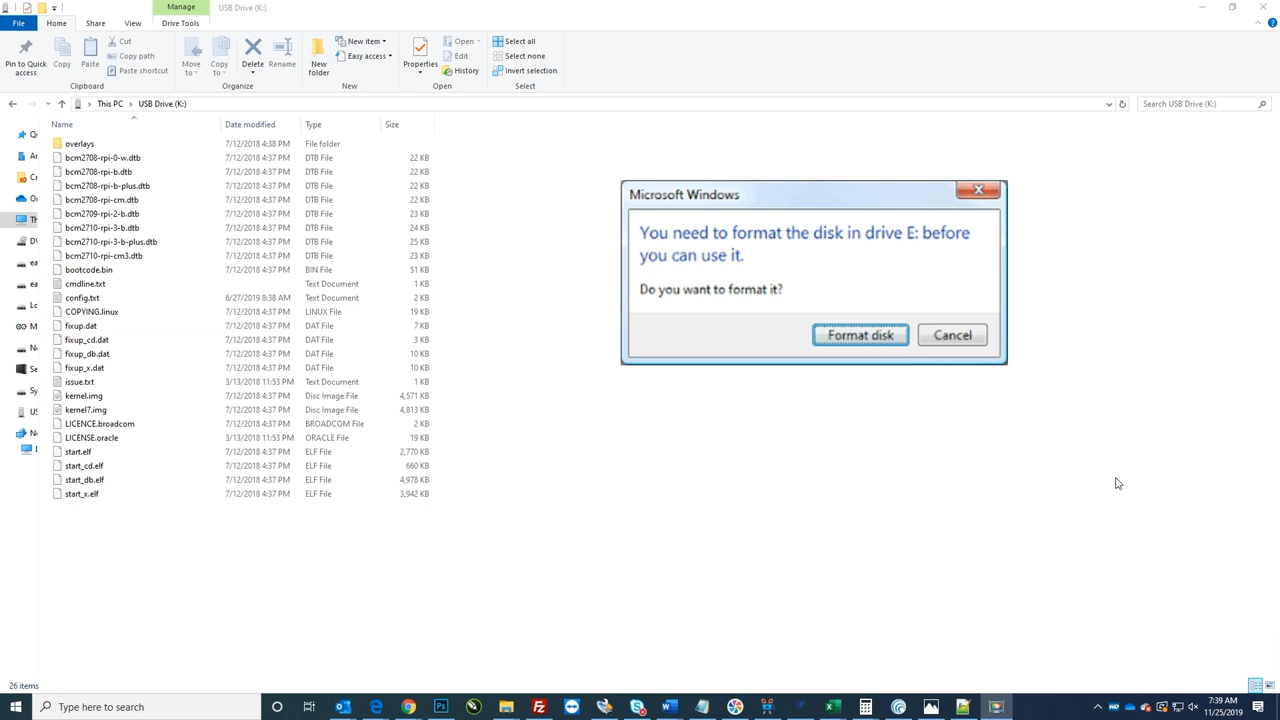 Manage
USB Drive (K:)
File
Home
Share
View
Drive Tools
Pin to Quick
access
Copy
Paste
Cut
Copy path
Paste shortcut
Clipboard
Move
to
Copy
to
Delete
Rename
Organize
New
folder
New item
Easy access
New
Properties
Open
Edit
History
Open
Select all
Select none
Invert selection
Select
This PC > USB Drive (K:)
Search USB Drive (K:)
Name Date modified Type Size
overlays 7/12/2018 4:38 PM File folder
bcm2708-rpi-0-w.dtb 7/12/2018 4:37 PM DTB File 22 KB
bcm2708-rpi-b.dtb 7/12/2018 4:37 PM DTB File 22 KB
bcm2708-rpi-b-plus.dtb 7/12/2018 4:37 PM DTB File 22 KB
bcm2708-rpi-cm.dtb 7/12/2018 4:37 PM DTB File 22 KB
bcm2709-rpi-2-b.dtb 7/12/2018 4:37 PM DTB File 23 KB
bcm2710-rpi-3-b.dtb 7/12/2018 4:37 PM DTB File 24 KB
bcm2710-rpi-3-b-plus.dtb 7/12/2018 4:37 PM DTB File 25 KB
bcm2710-rpi-cm3.dtb 7/12/2018 4:37 PM DTB File 23 KB
bootcode.bin 7/12/2018 4:37 PM BIN File 51 KB
cmdline.txt Text Document 1 KB
config.txt 6/27/2019 8:38 AM Text Document 2 KB
COPYING.linux 7/12/2018 4:37 PM LINUX File 19 KB
fixup.dat 7/12/2018 4:37 PM DAT File 7 KB
fixup_cd.dat 7/12/2018 4:37 PM DAT File 3 KB
fixup_db.dat 7/12/2018 4:37 PM DAT File 10 KB
fixup_x.dat 7/12/2018 4:37 PM DAT File 10 KB
issue.txt 3/13/2018 11:53 PM Text Document 1 KB
kernel.img 7/12/2018 4:37 PM Disc Image File 4,571 KB
kernel7.img 7/12/2018 4:37 PM Disc Image File 4,813 KB
LICENCE.broadcom 7/12/2018 4:37 PM BROADCOM File 2 KB
LICENSE.oracle 3/13/2018 11:53 PM ORACLE File 19 KB
start.elf 7/12/2018 4:37 PM ELF File 2,770 KB
start_cd.elf 7/12/2018 4:37 PM ELF File 660 KB
start_db.elf 7/12/2018 4:37 PM ELF File 4,978 KB
start_x.elf 7/12/2018 4:37 PM ELF File 3,942 KB
Microsoft Windows
You need to format the disk in drive E: before
you can use it.
Do you want to format it?
Format disk
Cancel
26 items
Type here to search
7:39 AM
11/25/2019